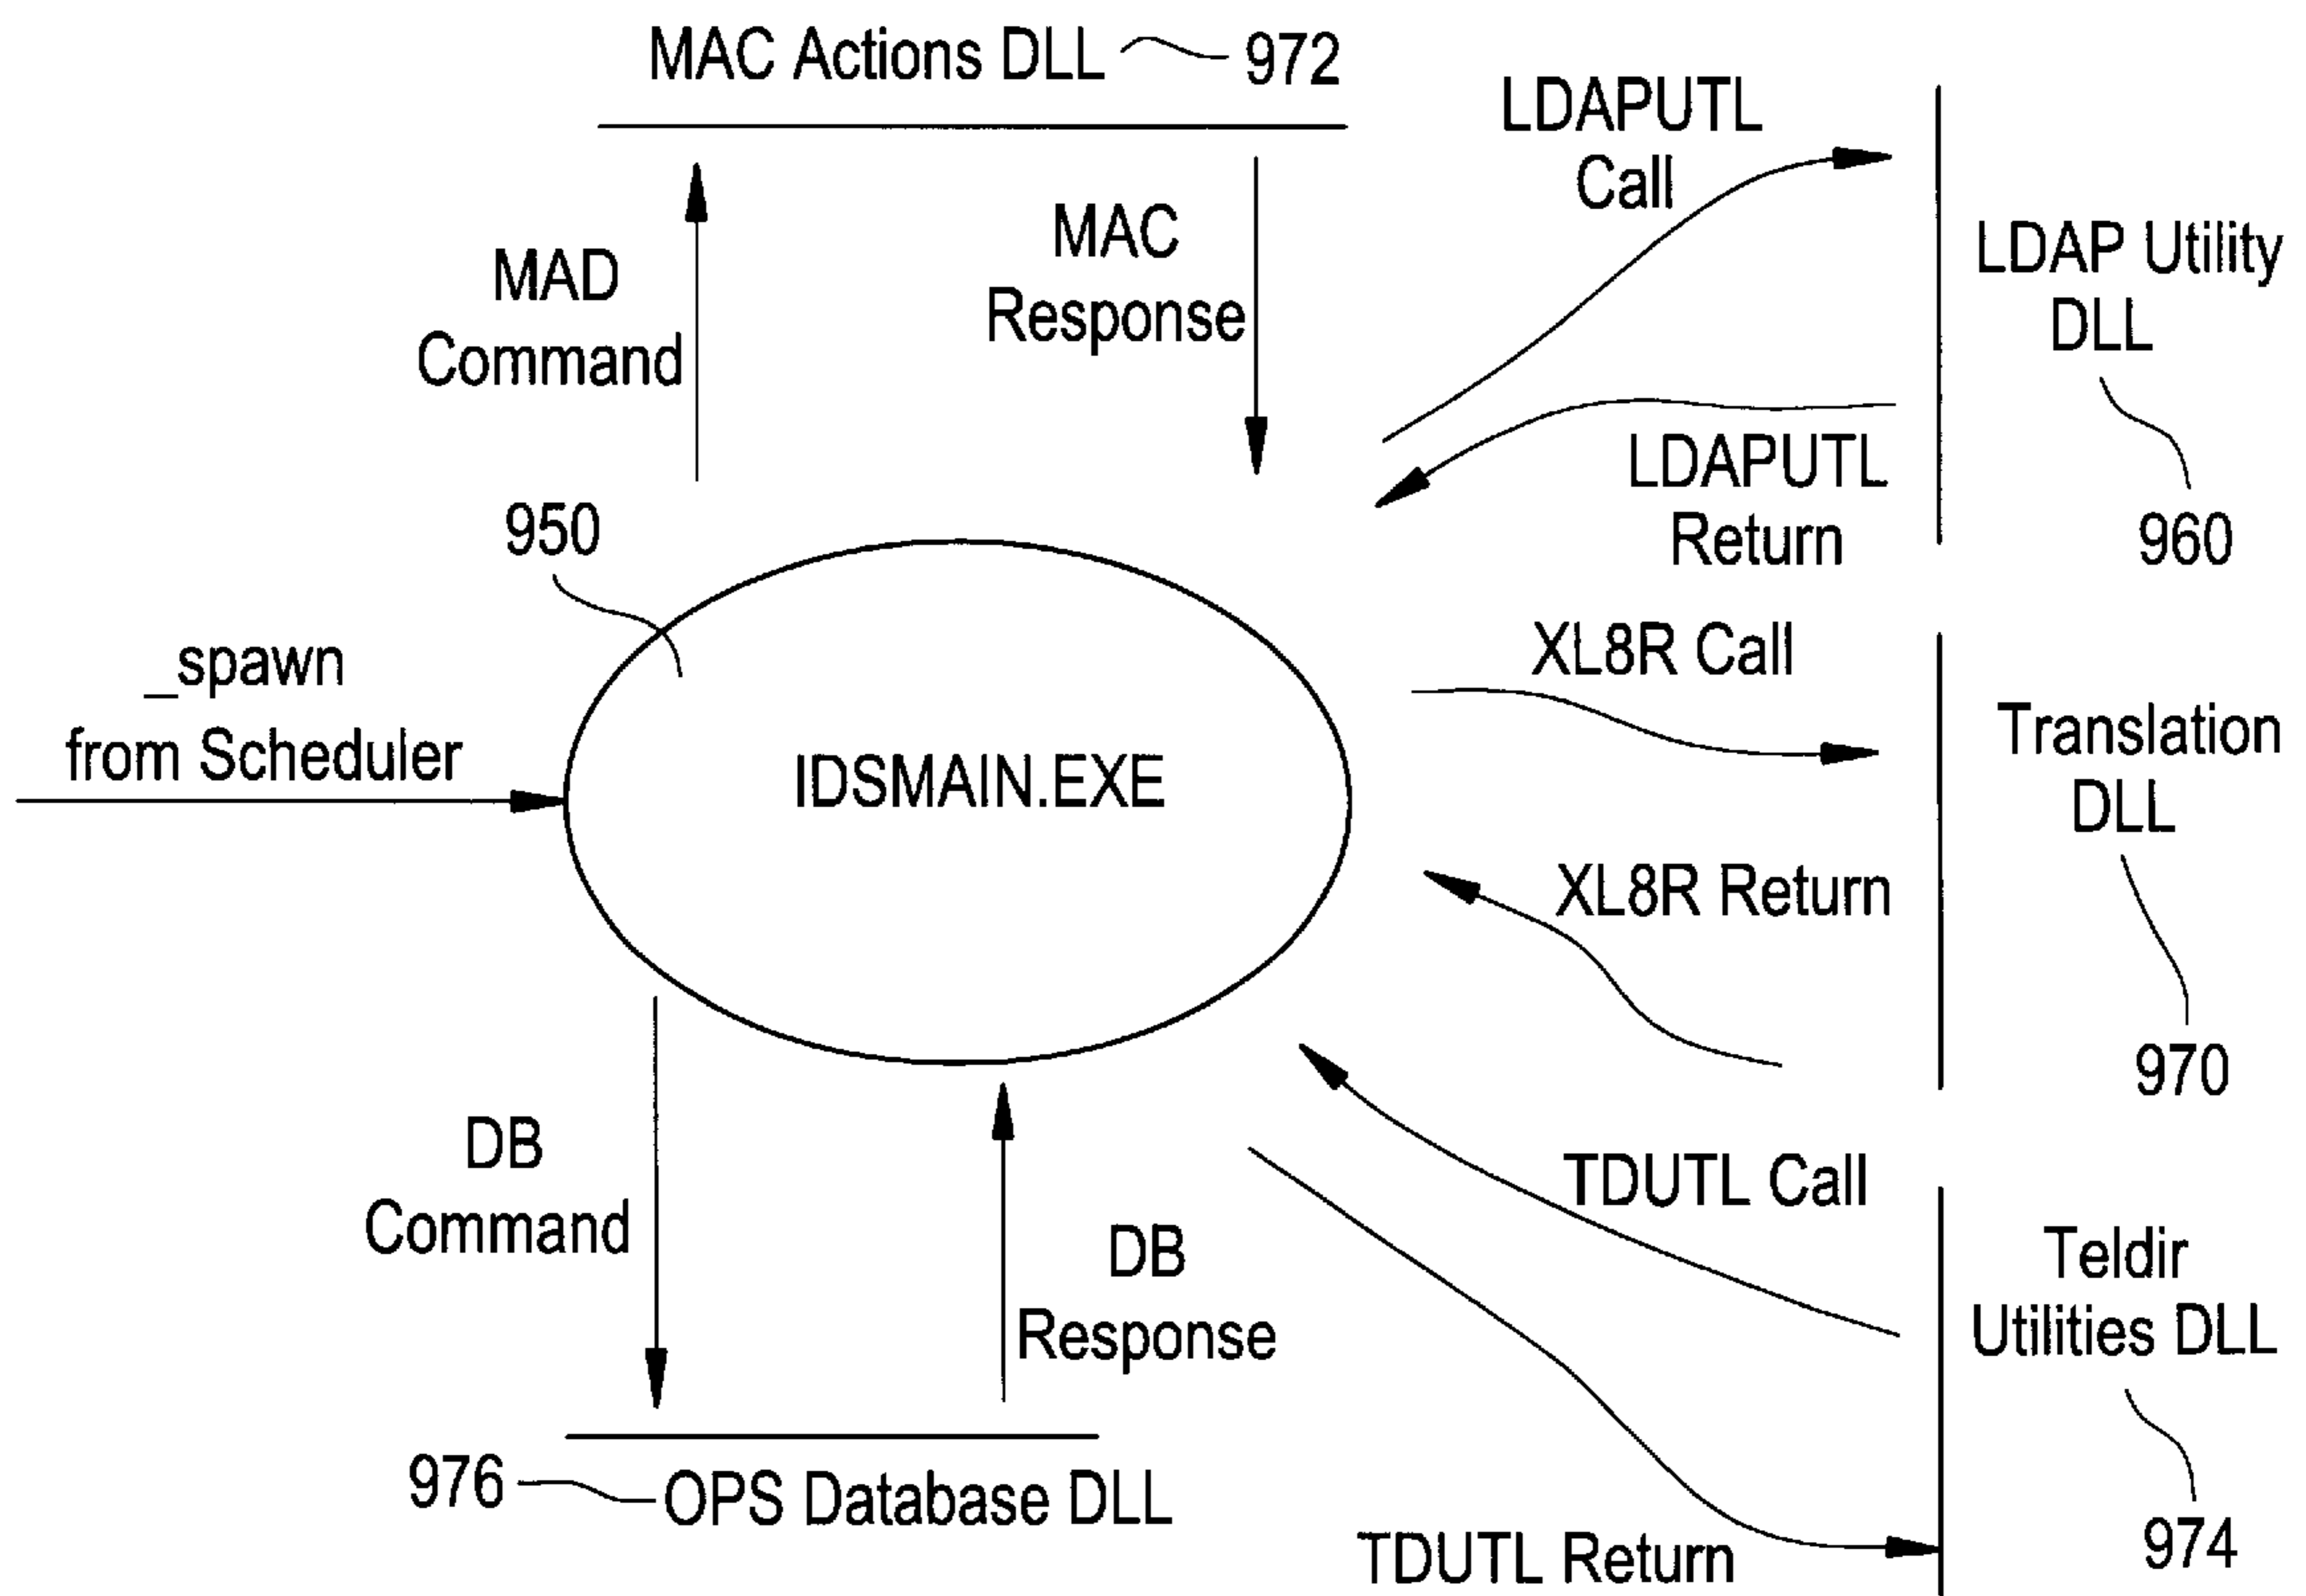 MAC Actions DLL 972
LDAPUTL
Call
MAD
Command
MAC
Response
LDAP Utility
DLL
960
LDAPUTL
Return
950
_spawn
from Scheduler
IDSMAIN.EXE
XL8R Call
Translation
DLL
970
XL8R Return
DB
Command
DB
Response
TDUTL Call
Teldir
Utilities DLL
974
976 OPS Database DLL
TDUTL Return